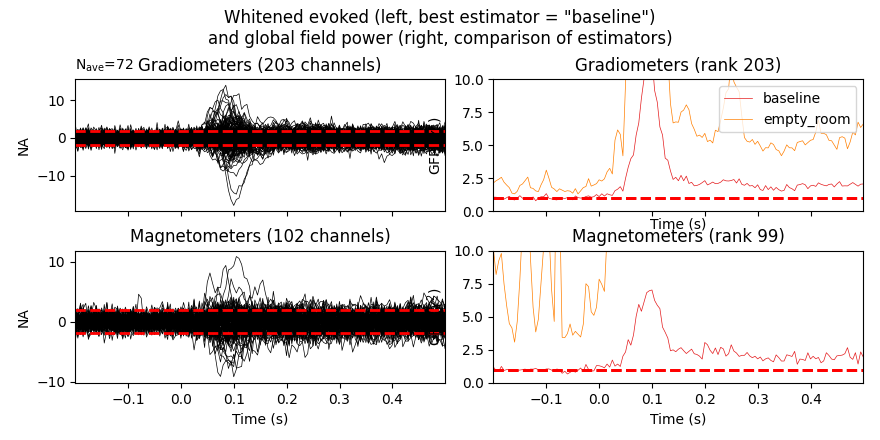 Whitened evoked (left, best estimator = "baseline")
and global field power (right, comparison of estimators)
Nave=72 Gradiometers (203 channels)
10
0
−10
NA
Gradiometers (rank 203)
10.0
7.5
5.0
2.5
0.0
baseline
empty_room
Time (s)
Magnetometers (102 channels)
10
0
−10
NA
−0.1 0.0 0.1 0.2 0.3 0.4
Time (s)
Magnetometers (rank 99)
10.0
7.5
5.0
2.5
0.0
−0.1 0.0 0.1 0.2 0.3 0.4
Time (s)